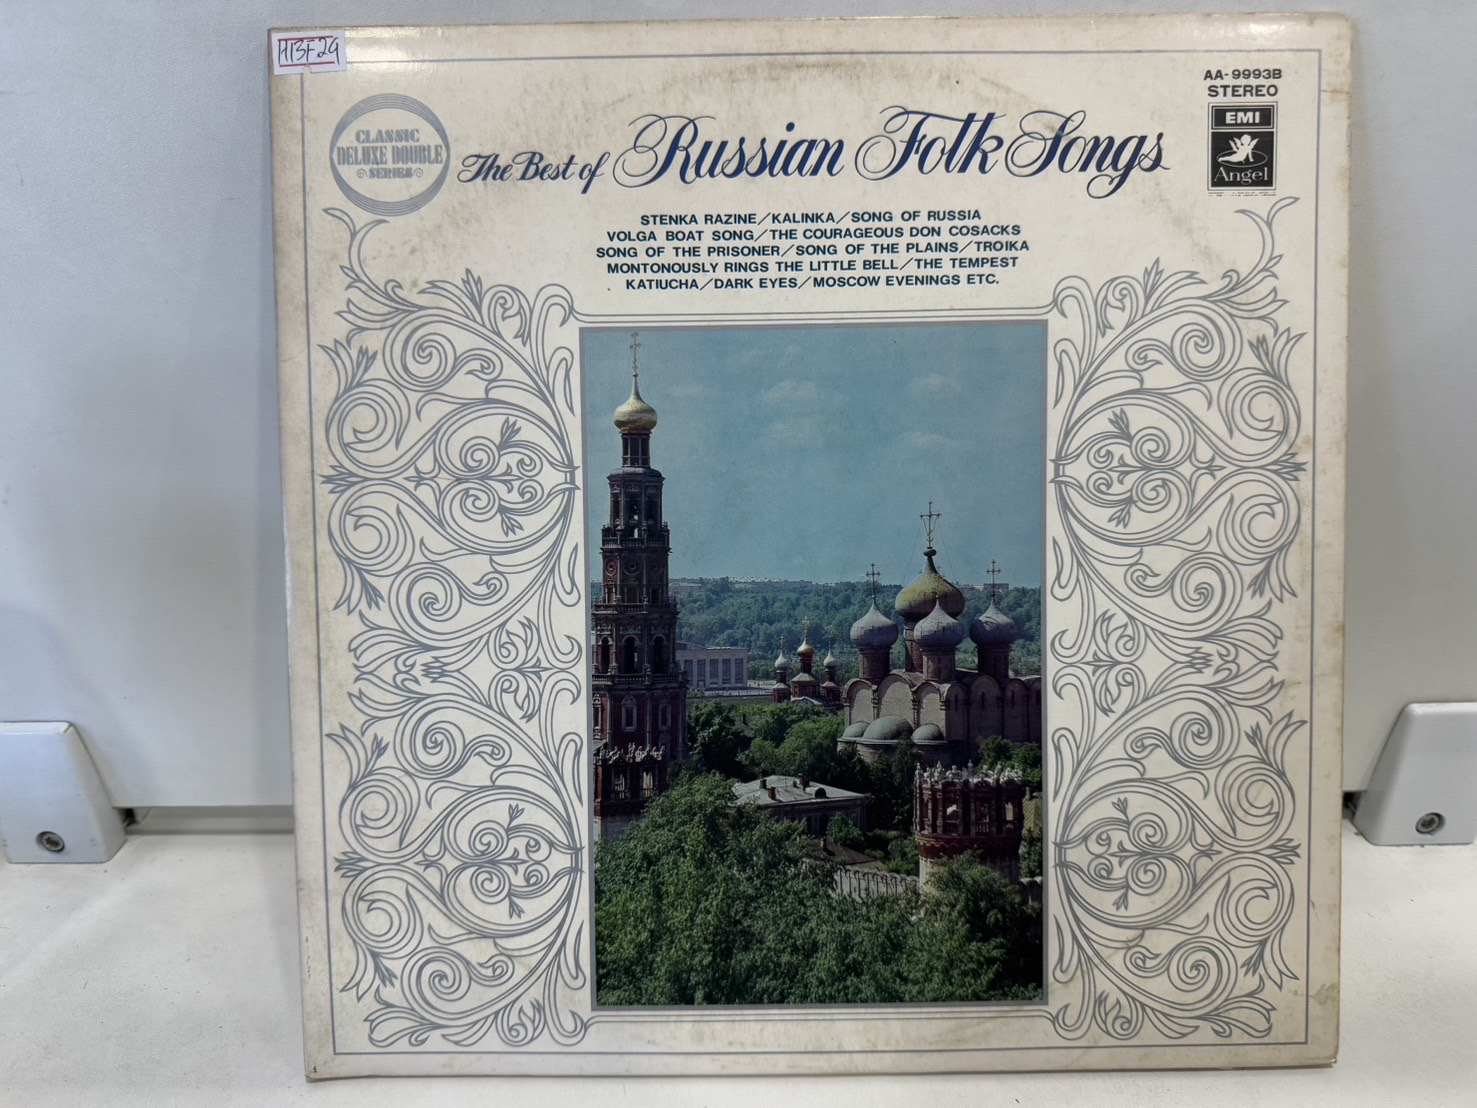 H13F29
AA-9993B
STEREO
EMI
Angel
CLASSIC
DELUXE DOUBLE
SERIES
The Best of Russian Folk Songs
STENKA RAZINE/KALINKA/SONG OF RUSSIA
VOLGA BOAT SONG/THE COURAGEOUS DON COSACKS
SONG OF THE PRISONER/SONG OF THE PLAINS/TROIKA
MONTONOUSLY RINGS THE LITTLE BELL/THE TEMPEST
KATIUCHA/DARK EYES/MOSCOW EVENINGS ETC.